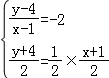 { (y-4)/(x-1) = -2
(y+4)/2 = 1/2 × (x+1)/2